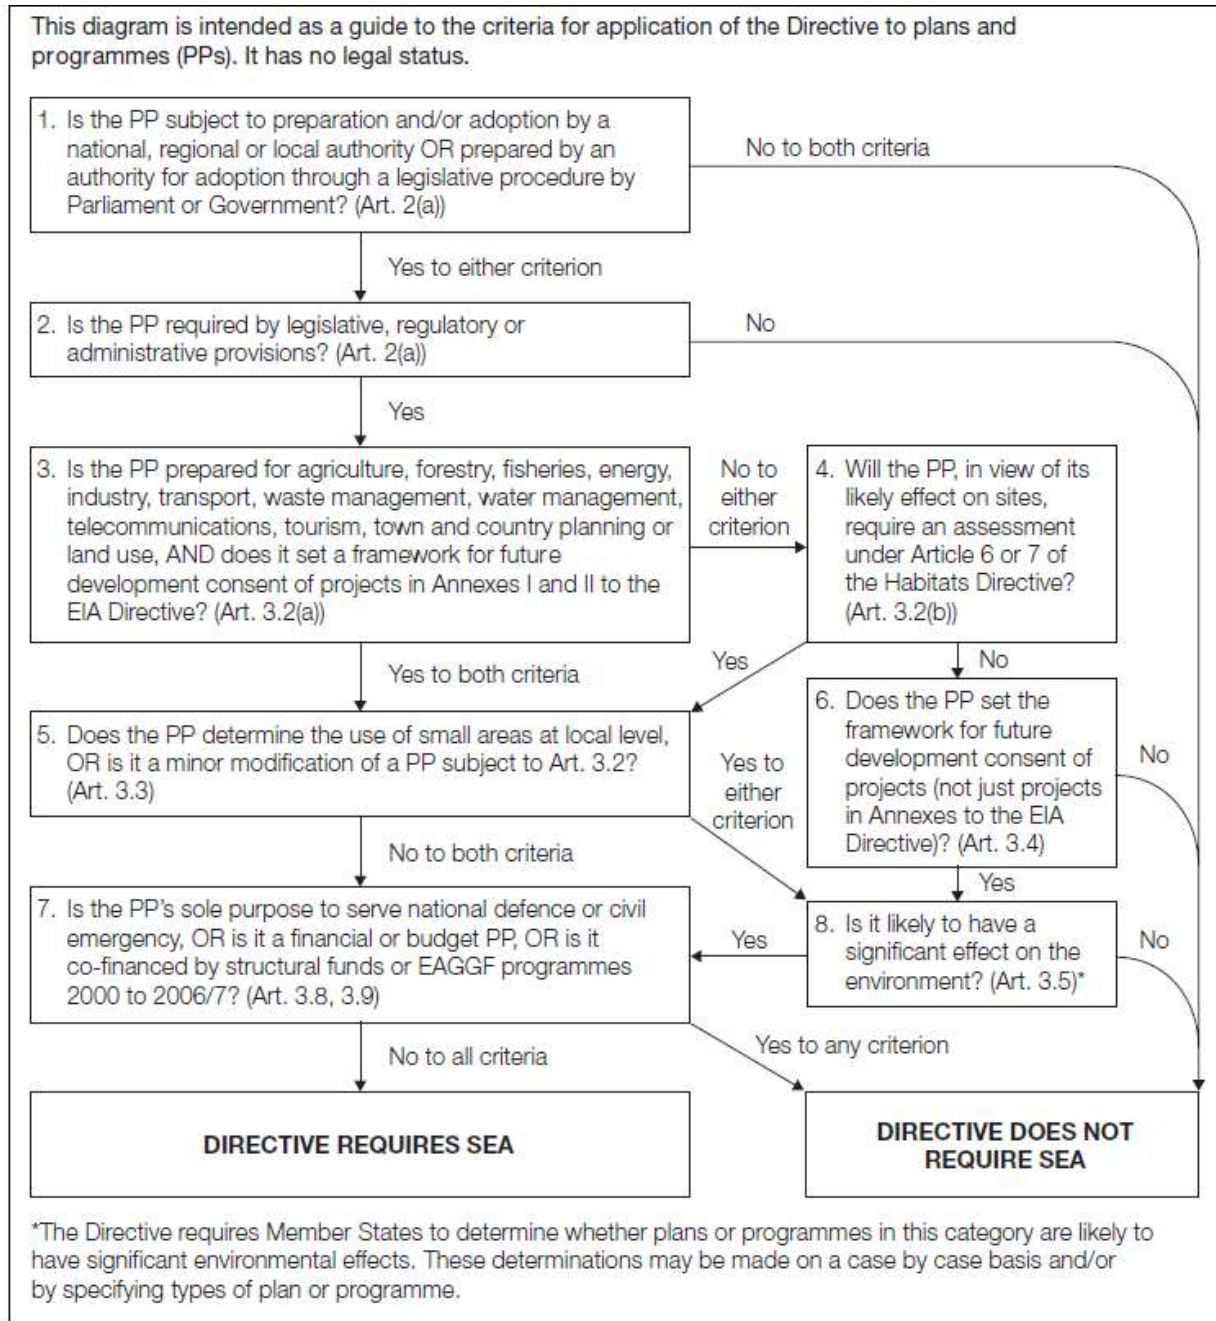 This diagram is intended as a guide to the criteria for application of the Directive to plans and
programmes (PPs). It has no legal status.
1. Is the PP subject to preparation and/or adoption by a
national, regional or local authority OR prepared by an
authority for adoption through a legislative procedure by
Parliament or Government? (Art. 2(a))
No to both criteria
Yes to either criterion
2. Is the PP required by legislative, regulatory or
administrative provisions? (Art. 2(a))
No
Yes
3. Is the PP prepared for agriculture, forestry, fisheries, energy,
industry, transport, waste management, water management,
telecommunications, tourism, town and country planning or
land use, AND does it set a framework for future
development consent of projects in Annexes I and II to the
EIA Directive? (Art. 3.2(a))
No to
either
criterion
4. Will the PP, in view of its
likely effect on sites,
require an assessment
under Article 6 or 7 of
the Habitats Directive?
(Art. 3.2(b))
Yes to both criteria
Yes
No
5. Does the PP determine the use of small areas at local level,
OR is it a minor modification of a PP subject to Art. 3.2?
(Art. 3.3)
Yes to
either
criterion
6. Does the PP set the
framework for future
development consent of
projects (not just projects
in Annexes to the EIA
Directive)? (Art. 3.4)
No
No to both criteria
Yes
7. Is the PP's sole purpose to serve national defence or civil
emergency, OR is it a financial or budget PP, OR is it
co-financed by structural funds or EAGGF programmes
2000 to 2006/7? (Art. 3.8, 3.9)
Yes
8. Is it likely to have a
significant effect on the
environment? (Art. 3.5)*
No
No to all criteria
Yes to any criterion
DIRECTIVE REQUIRES SEA
DIRECTIVE DOES NOT
REQUIRE SEA
*The Directive requires Member States to determine whether plans or programmes in this category are likely to
have significant environmental effects. These determinations may be made on a case by case basis and/or
by specifying types of plan or programme.